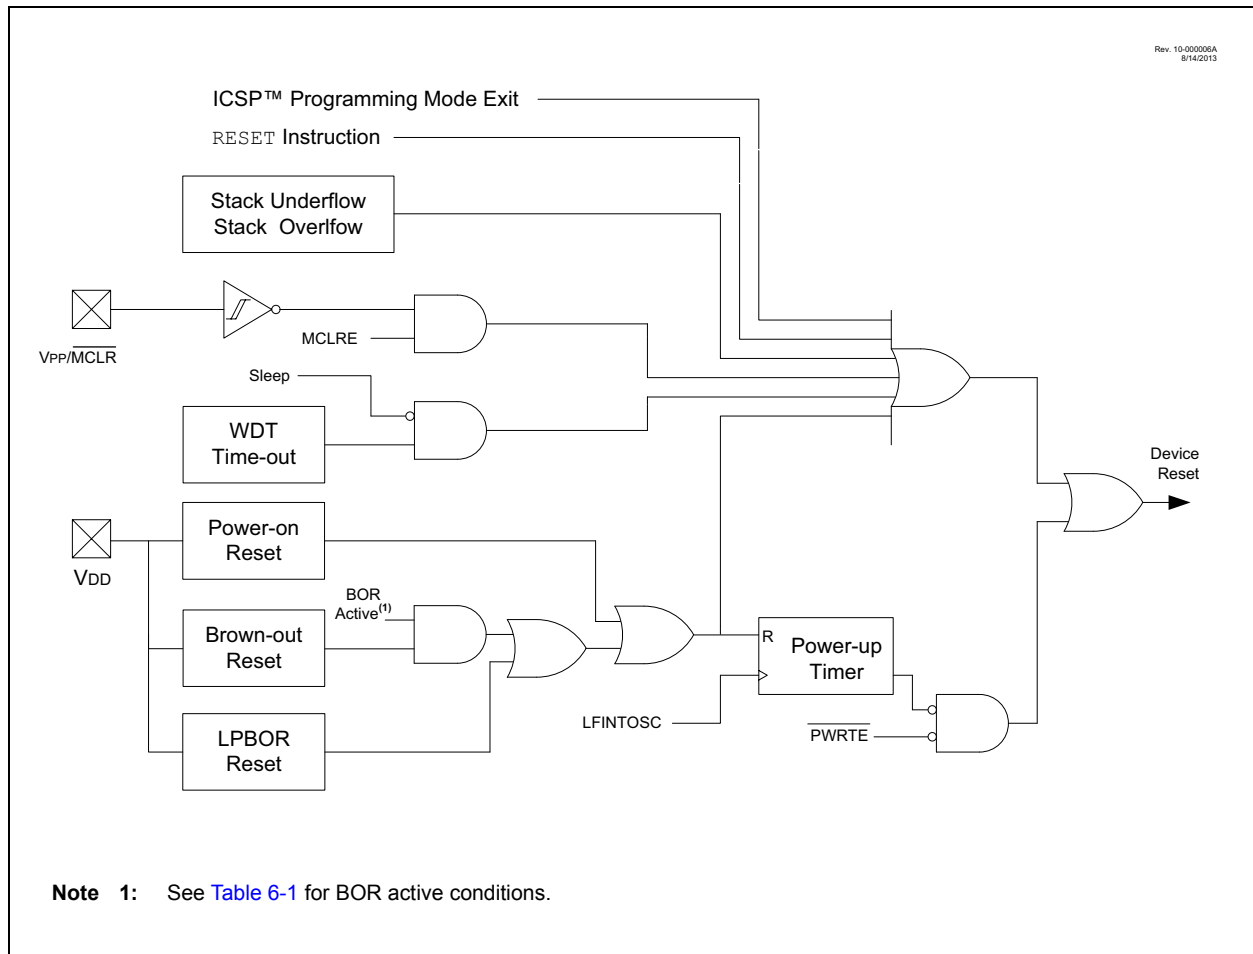 Rev. 10-000006A
8/14/2013
ICSP™ Programming Mode Exit
RESET Instruction
Stack Underflow
Stack Overlfow
VPP/MCLR
MCLRE
Sleep
WDT
Time-out
Device
Reset
VDD
Power-on
Reset
BOR
Active(1)
Brown-out
Reset
R
Power-up
Timer
LFINTOSC
PWRTE
LPBOR
Reset
Note 1: See Table 6-1 for BOR active conditions.